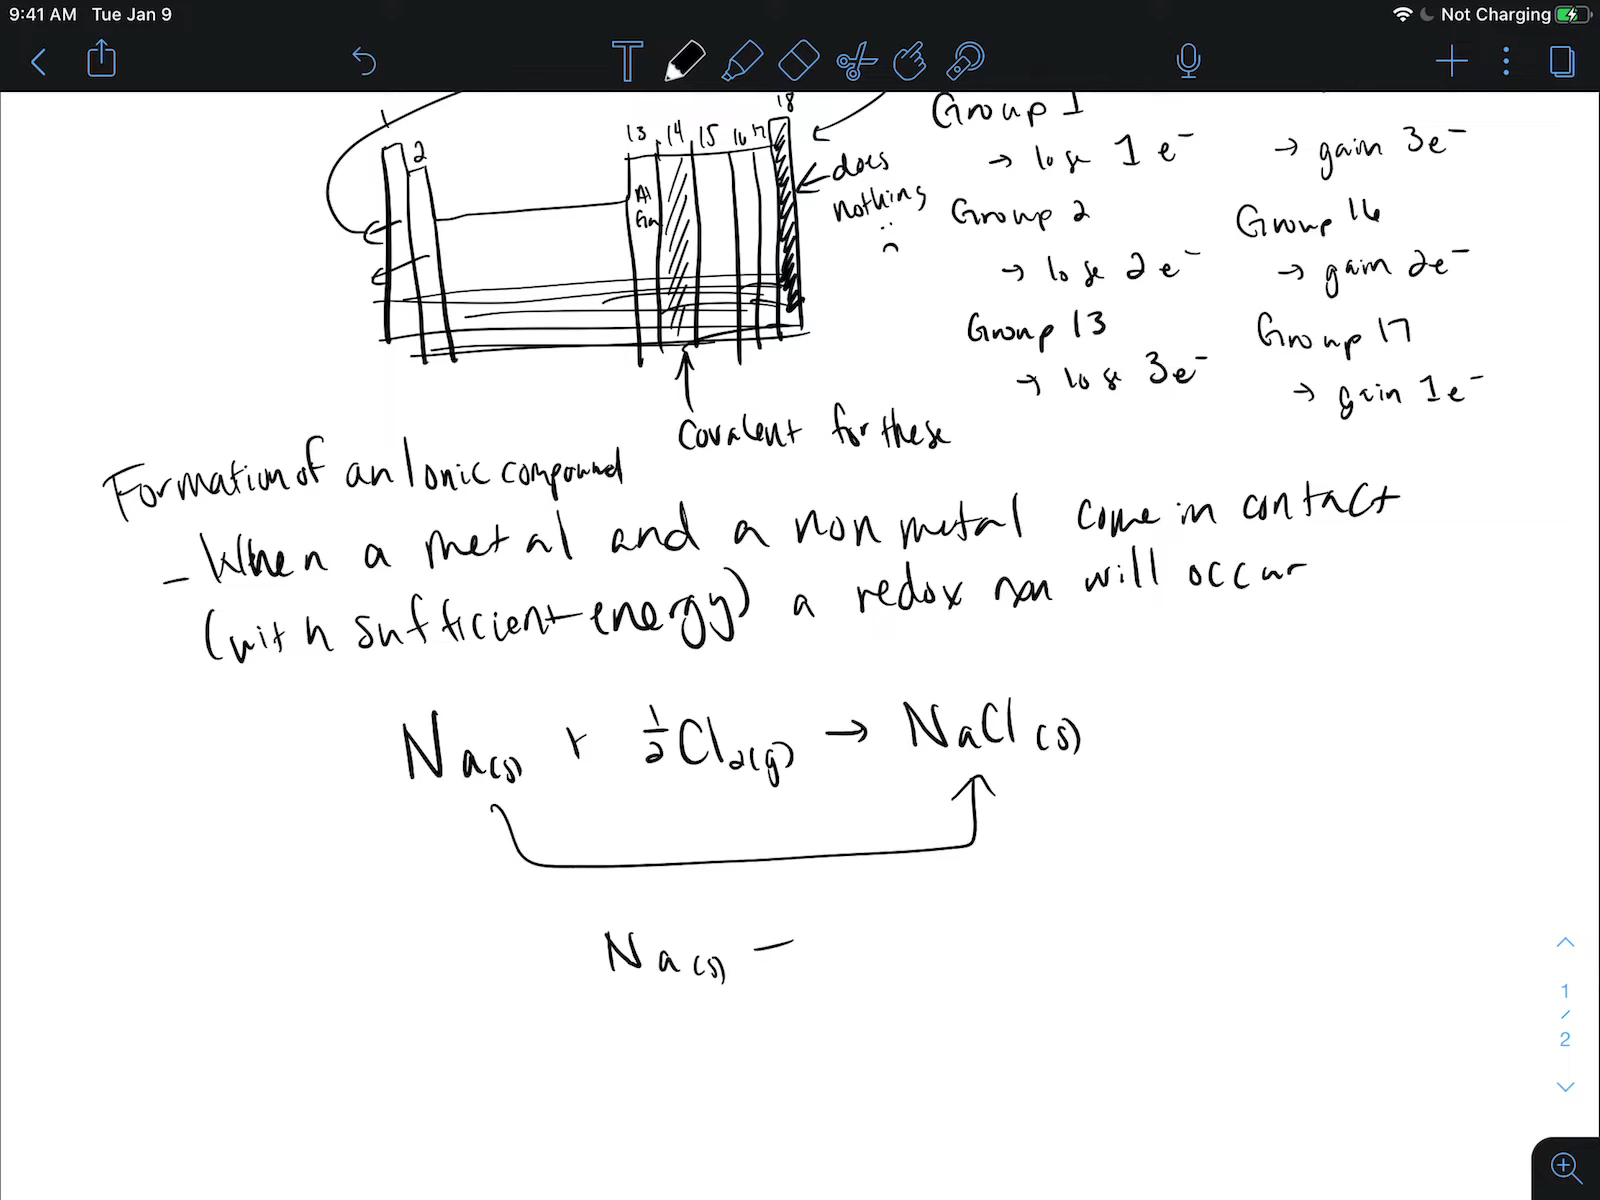 9:41 AM Tue Jan 9
Not Charging
1
2
13 14 15 16 17 18
Al
Ga
does
nothing
Group 1
→ lose 1 e⁻
Group 2
→ lose 2 e⁻
Group 13
→ lose 3e⁻
→ gain 3e⁻
Group 16
→ gain 2e⁻
Group 17
→ gain 1e⁻
Covalent for these
Formation of an Ionic compound
- When a metal and a nonmetal come in contact
(with sufficient energy) a redox rxn will occur
Na(s) + ½Cl₂(g) → NaCl(s)
Na(s) —
1
/
2